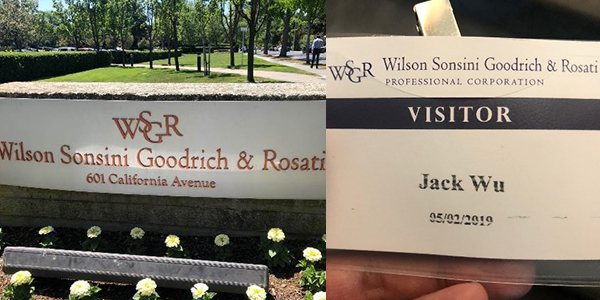 WSGR
Wilson Sonsini Goodrich & Rosati
601 California Avenue
WSGR Wilson Sonsini Goodrich & Rosati
PROFESSIONAL CORPORATION
VISITOR
Jack Wu
05/02/2019